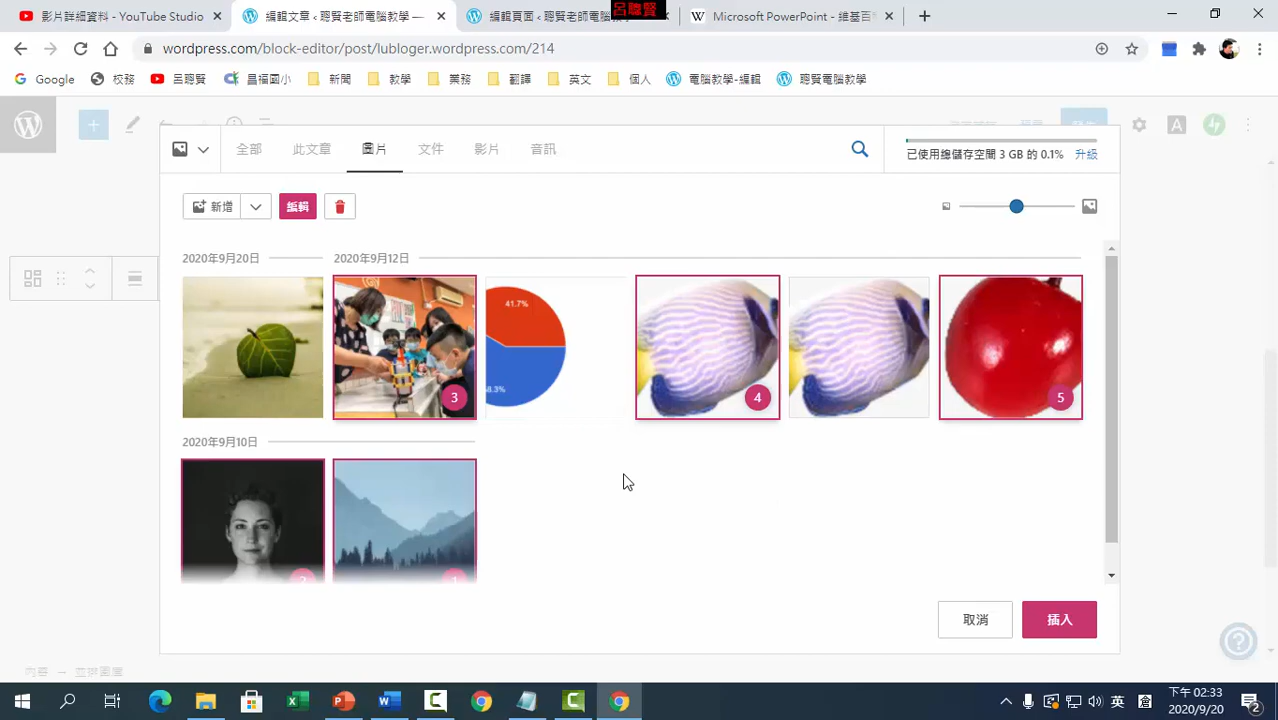 影片詳細資料 - YouTube Studio
編輯文章 ‹ 聰賢老師電腦教學 —
編輯頁面 ‹ 聰賢老師電腦教
呂聰賢
Microsoft PowerPoint - 維基百
wordpress.com/block-editor/post/lubloger.wordpress.com/214
Google
校務
呂聰賢
昌福國小
新聞
教學
業務
翻譯
英文
個人
電腦教學-編輯
聰賢電腦教學
全部
此文章
圖片
文件
影片
音訊
已使用總儲存空間 3 GB 的 0.1%
升級
新增
編輯
2020年9月20日
2020年9月12日
41.7%
3
4
5
2020年9月10日
2
1
取消
插入
內容 →
英
下午 02:33
2020/9/20
2